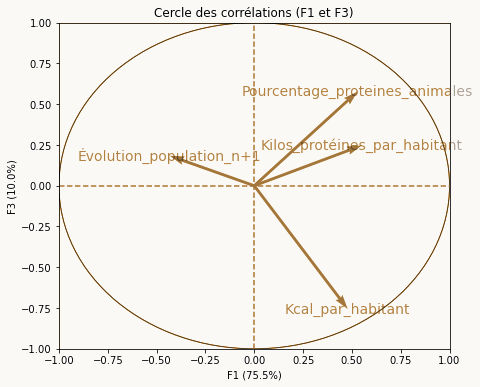 Cercle des corrélations (F1 et F3)
1.00
0.75
0.50
0.25
0.00
−0.25
−0.50
−0.75
−1.00
F3 (10.0%)
Pourcentage_proteines_animales
Kilos_protéines_par_habitant
Évolution_population_n+1
Kcal_par_habitant
−1.00 −0.75 −0.50 −0.25 0.00 0.25 0.50 0.75 1.00
F1 (75.5%)